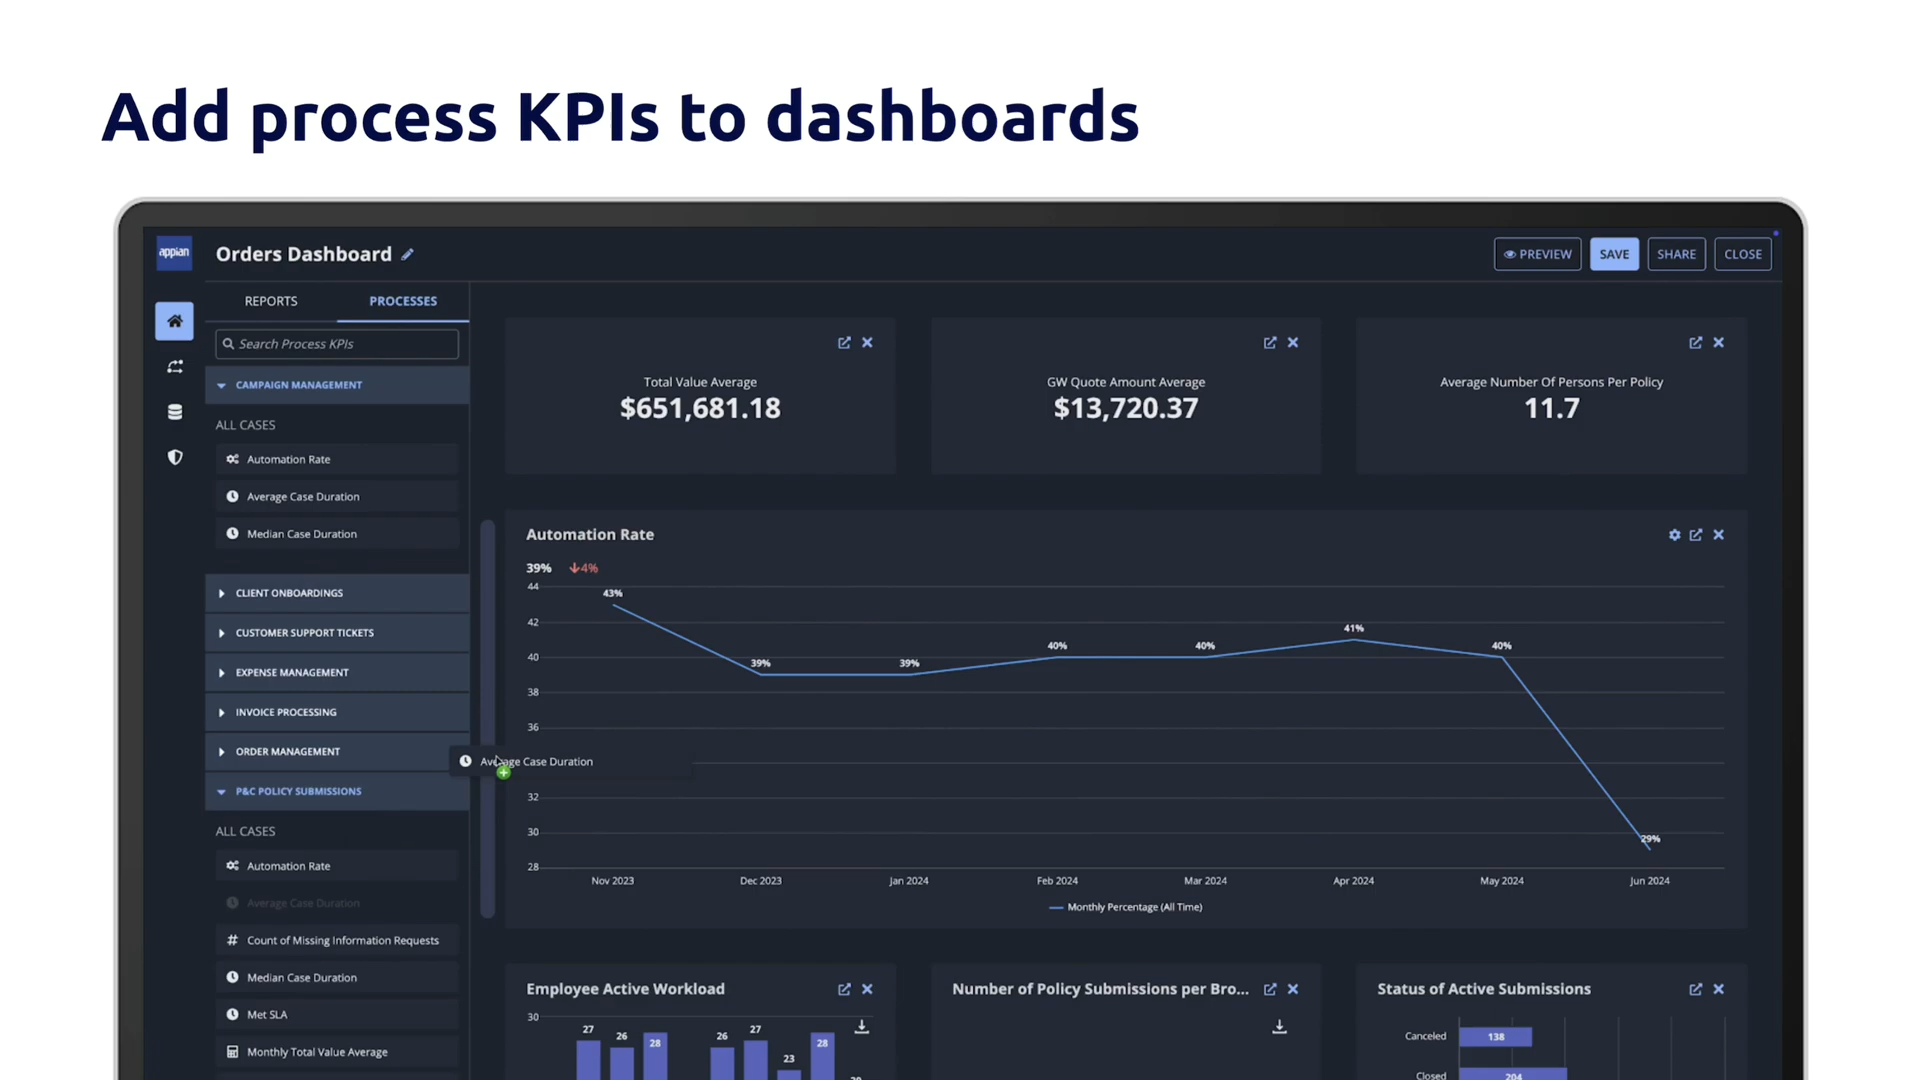 Add process KPIs to dashboards
appian
Orders Dashboard
PREVIEW
SAVE
SHARE
CLOSE
REPORTS
PROCESSES
Search Process KPIs
CAMPAIGN MANAGEMENT
ALL CASES
Automation Rate
Average Case Duration
Median Case Duration
CLIENT ONBOARDINGS
CUSTOMER SUPPORT TICKETS
EXPENSE MANAGEMENT
INVOICE PROCESSING
ORDER MANAGEMENT
P&C POLICY SUBMISSIONS
ALL CASES
Automation Rate
Average Case Duration
Count of Missing Information Requests
Median Case Duration
Met SLA
Monthly Total Value Average
Average Case Duration
Total Value Average
$651,681.18
GW Quote Amount Average
$13,720.37
Average Number Of Persons Per Policy
11.7
Automation Rate
39% 4%
44
42
40
38
36
32
30
28
43%
39%
39%
40%
40%
41%
40%
29%
Nov 2023
Dec 2023
Jan 2024
Feb 2024
Mar 2024
Apr 2024
May 2024
Jun 2024
Monthly Percentage (All Time)
Employee Active Workload
30
27
26
28
26
27
23
28
Number of Policy Submissions per Bro...
Status of Active Submissions
Canceled
138
Closed
204